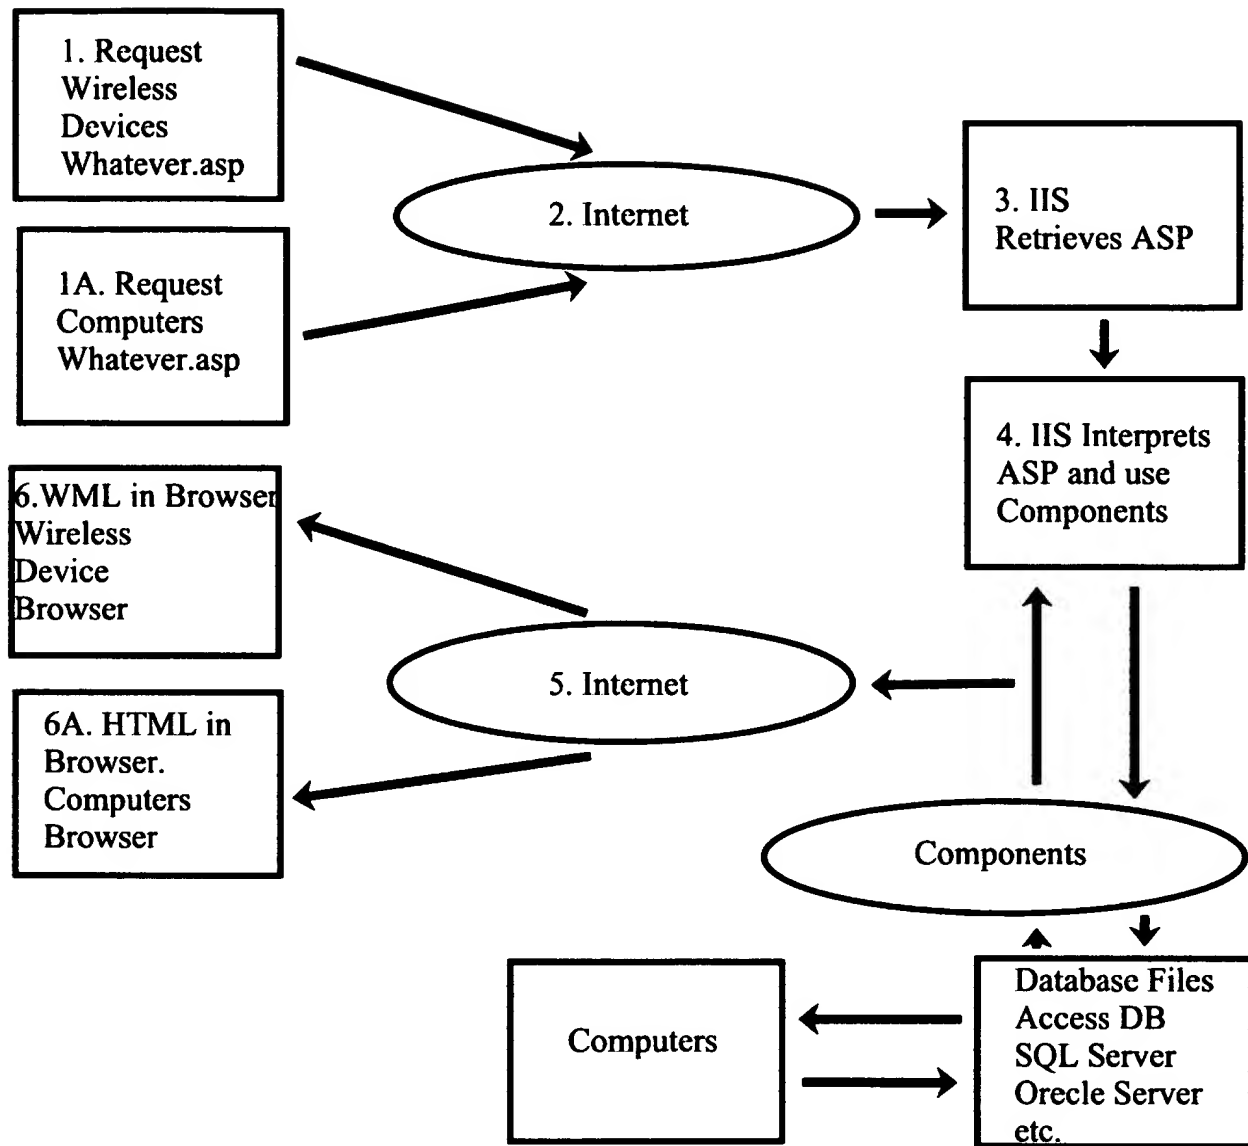 1. Request
Wireless
Devices
Whatever.asp
2. Internet
3. IIS
Retrieves ASP
1A. Request
Computers
Whatever.asp
4. IIS Interprets
ASP and use
Components
6.WML in Browser
Wireless
Device
Browser
5. Internet
6A. HTML in
Browser.
Computers
Browser
Components
Computers
Database Files
Access DB
SQL Server
Orecle Server
etc.